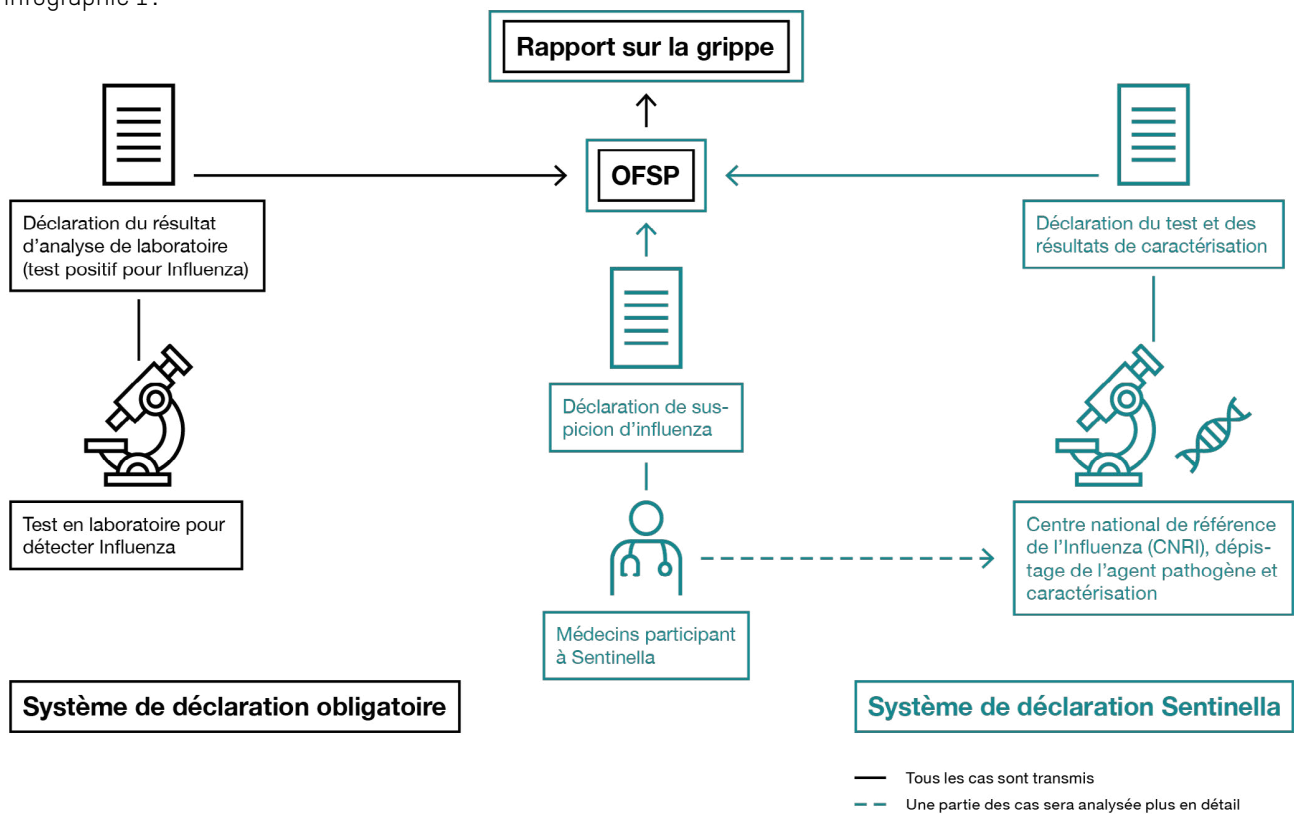 Infographie 1:
Rapport sur la grippe
OFSP
Déclaration du résultat
d'analyse de laboratoire
(test positif pour Influenza)
Déclaration du test et des
résultats de caractérisation
Déclaration de sus-
picion d'influenza
Test en laboratoire pour
détecter Influenza
Centre national de référence
de l'Influenza (CNRI), dépis-
tage de l'agent pathogène et
caractérisation
Médecins participant
à Sentinella
Système de déclaration obligatoire
Système de déclaration Sentinella
Tous les cas sont transmis
Une partie des cas sera analysée plus en détail